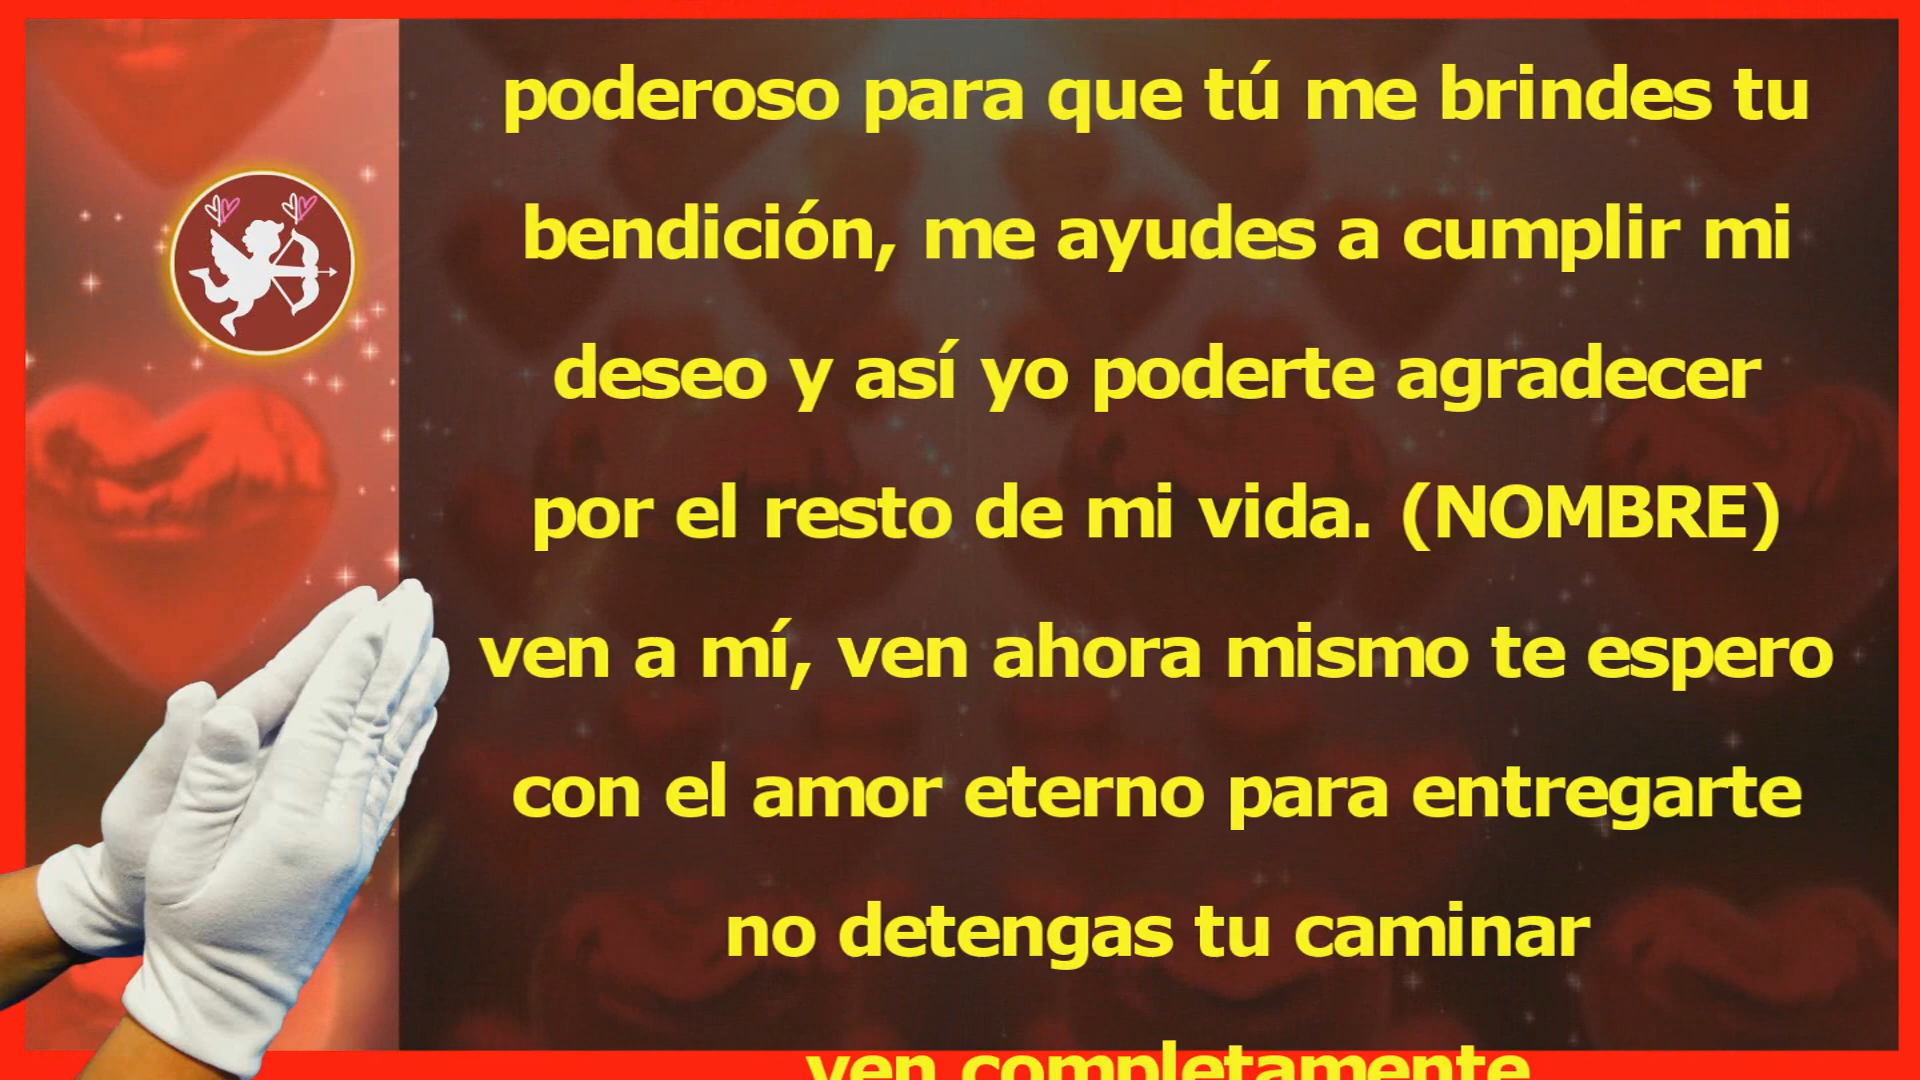 poderoso para que tú me brindes tu
bendición, me ayudes a cumplir mi
deseo y así yo poderte agradecer
por el resto de mi vida. (NOMBRE)
ven a mí, ven ahora mismo te espero
con el amor eterno para entregarte
no detengas tu caminar
ven completamente